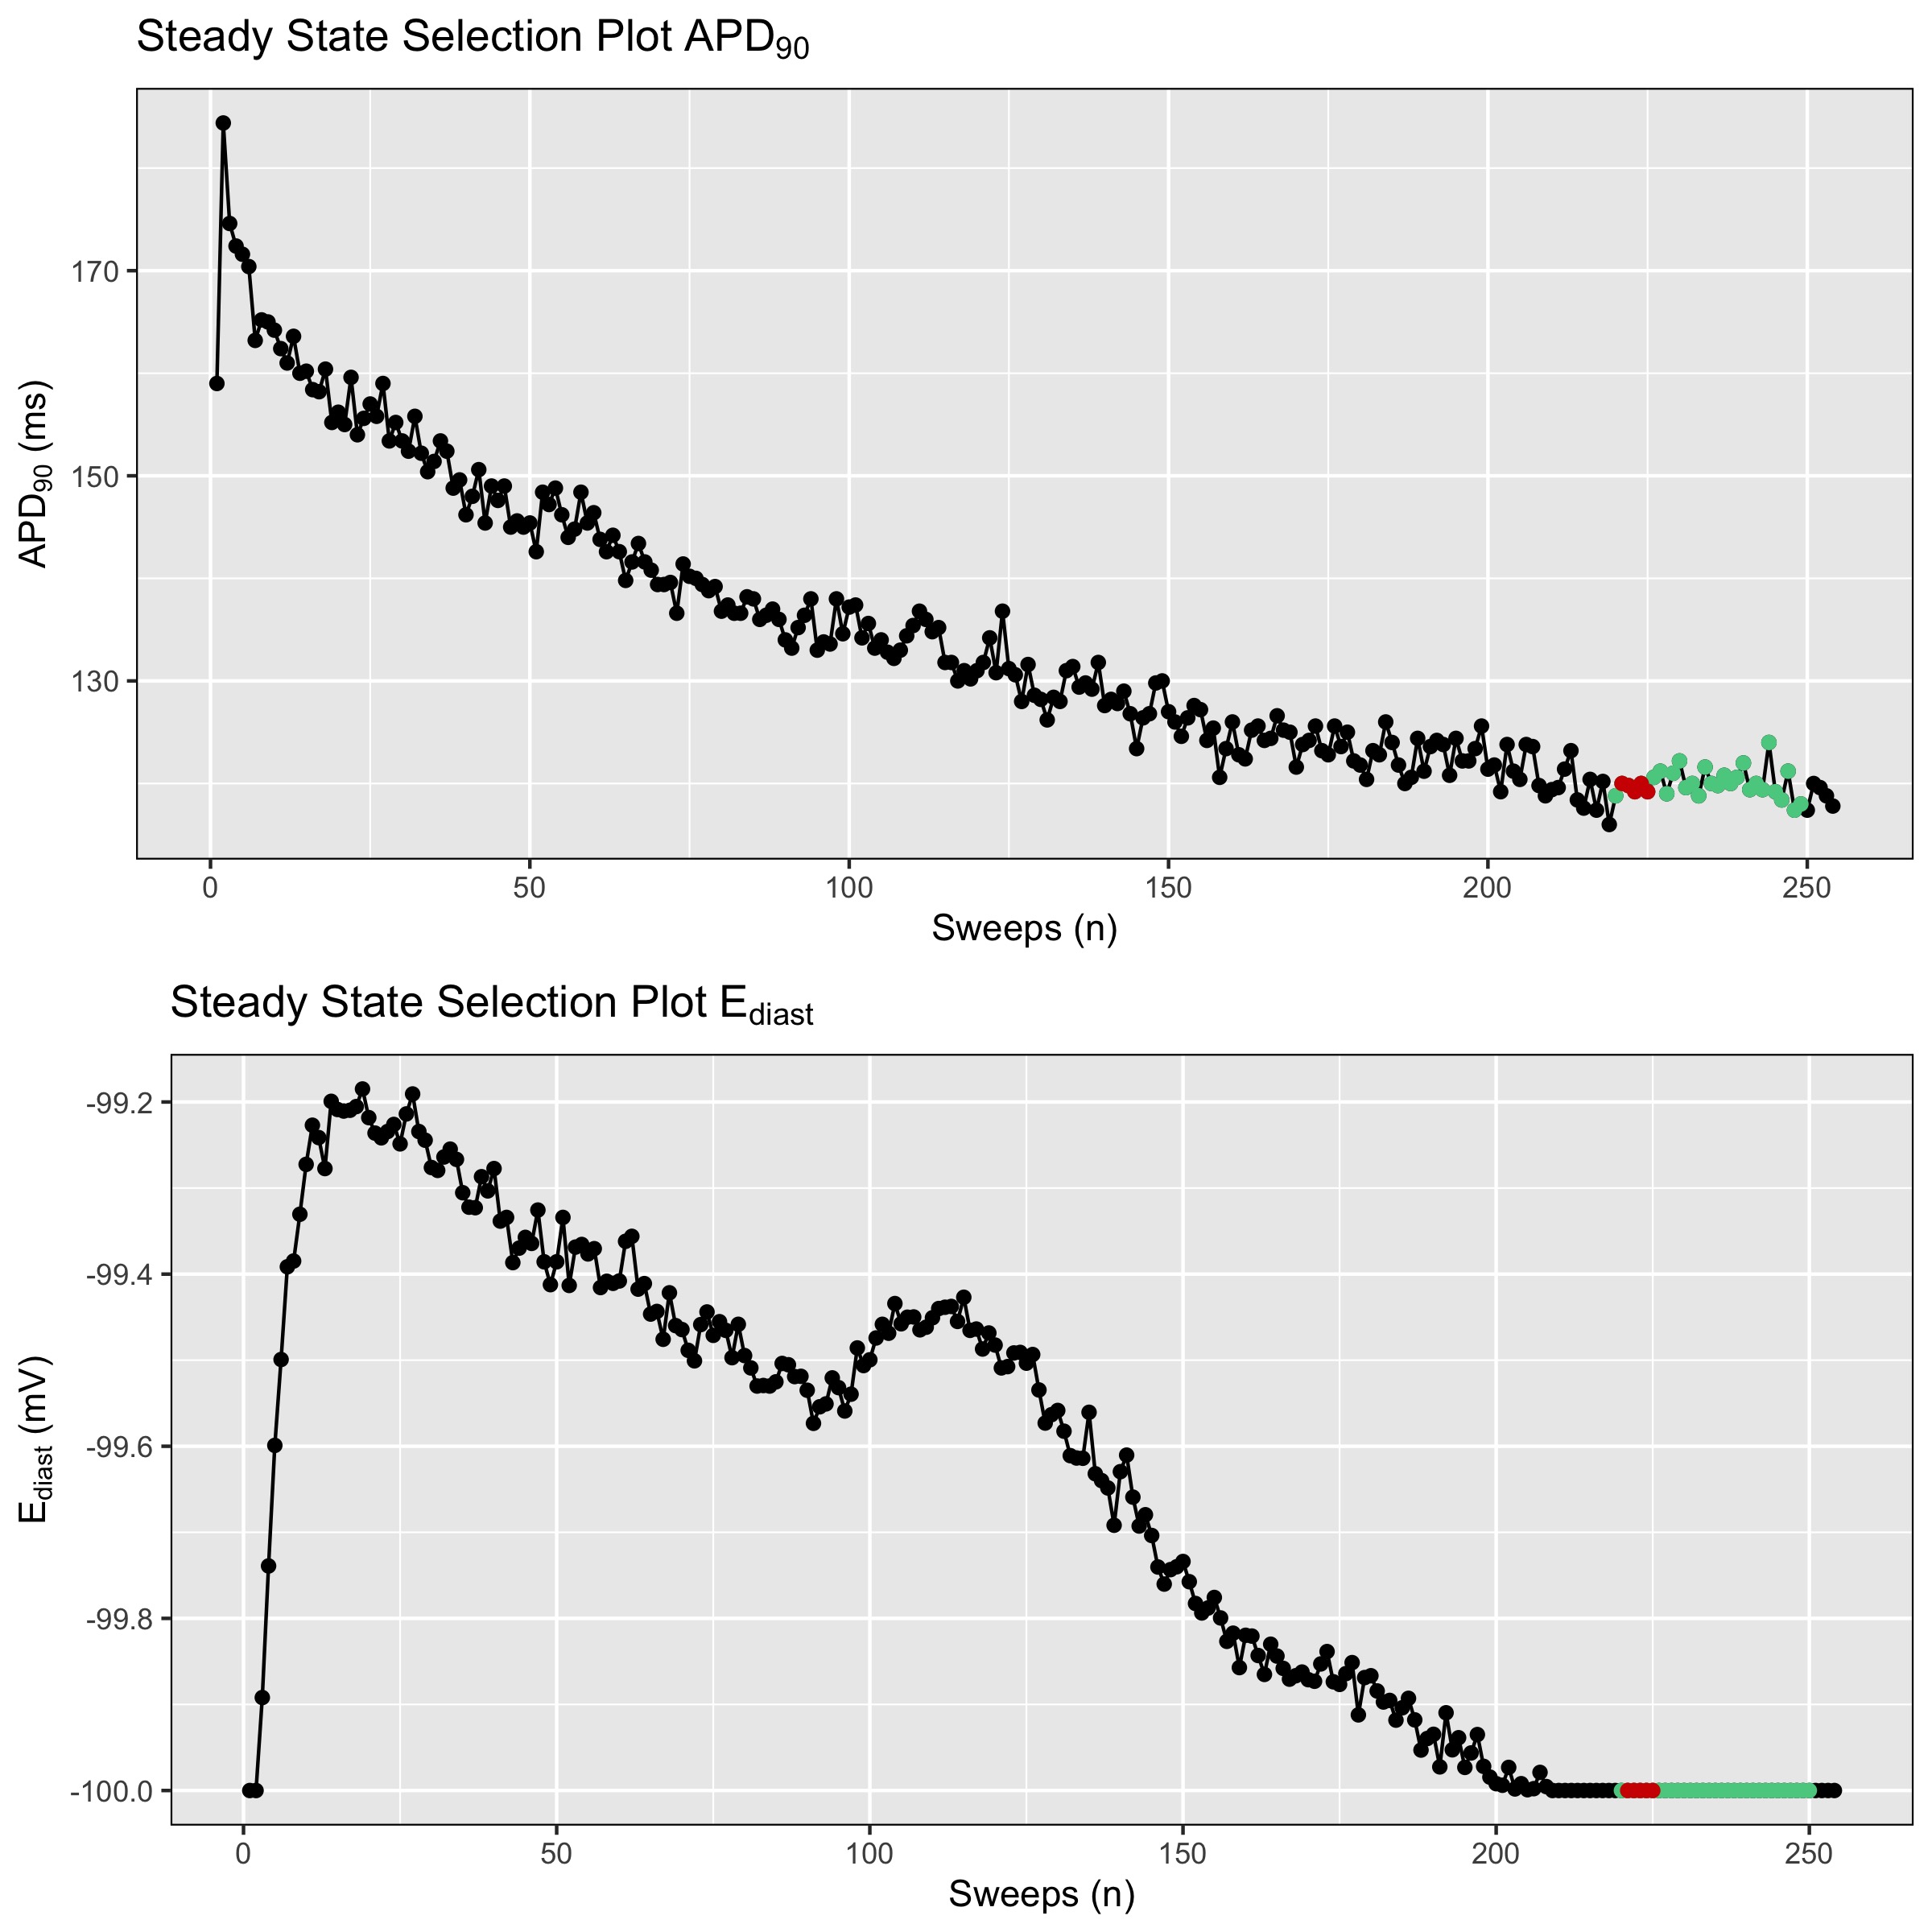 Steady State Selection Plot APD90
170
150
130
APD90 (ms)
0 50 100 150 200 250
Sweeps (n)
Steady State Selection Plot Ediast
-99.2
-99.4
-99.6
-99.8
-100.0
Ediast (mV)
0 50 100 150 200 250
Sweeps (n)